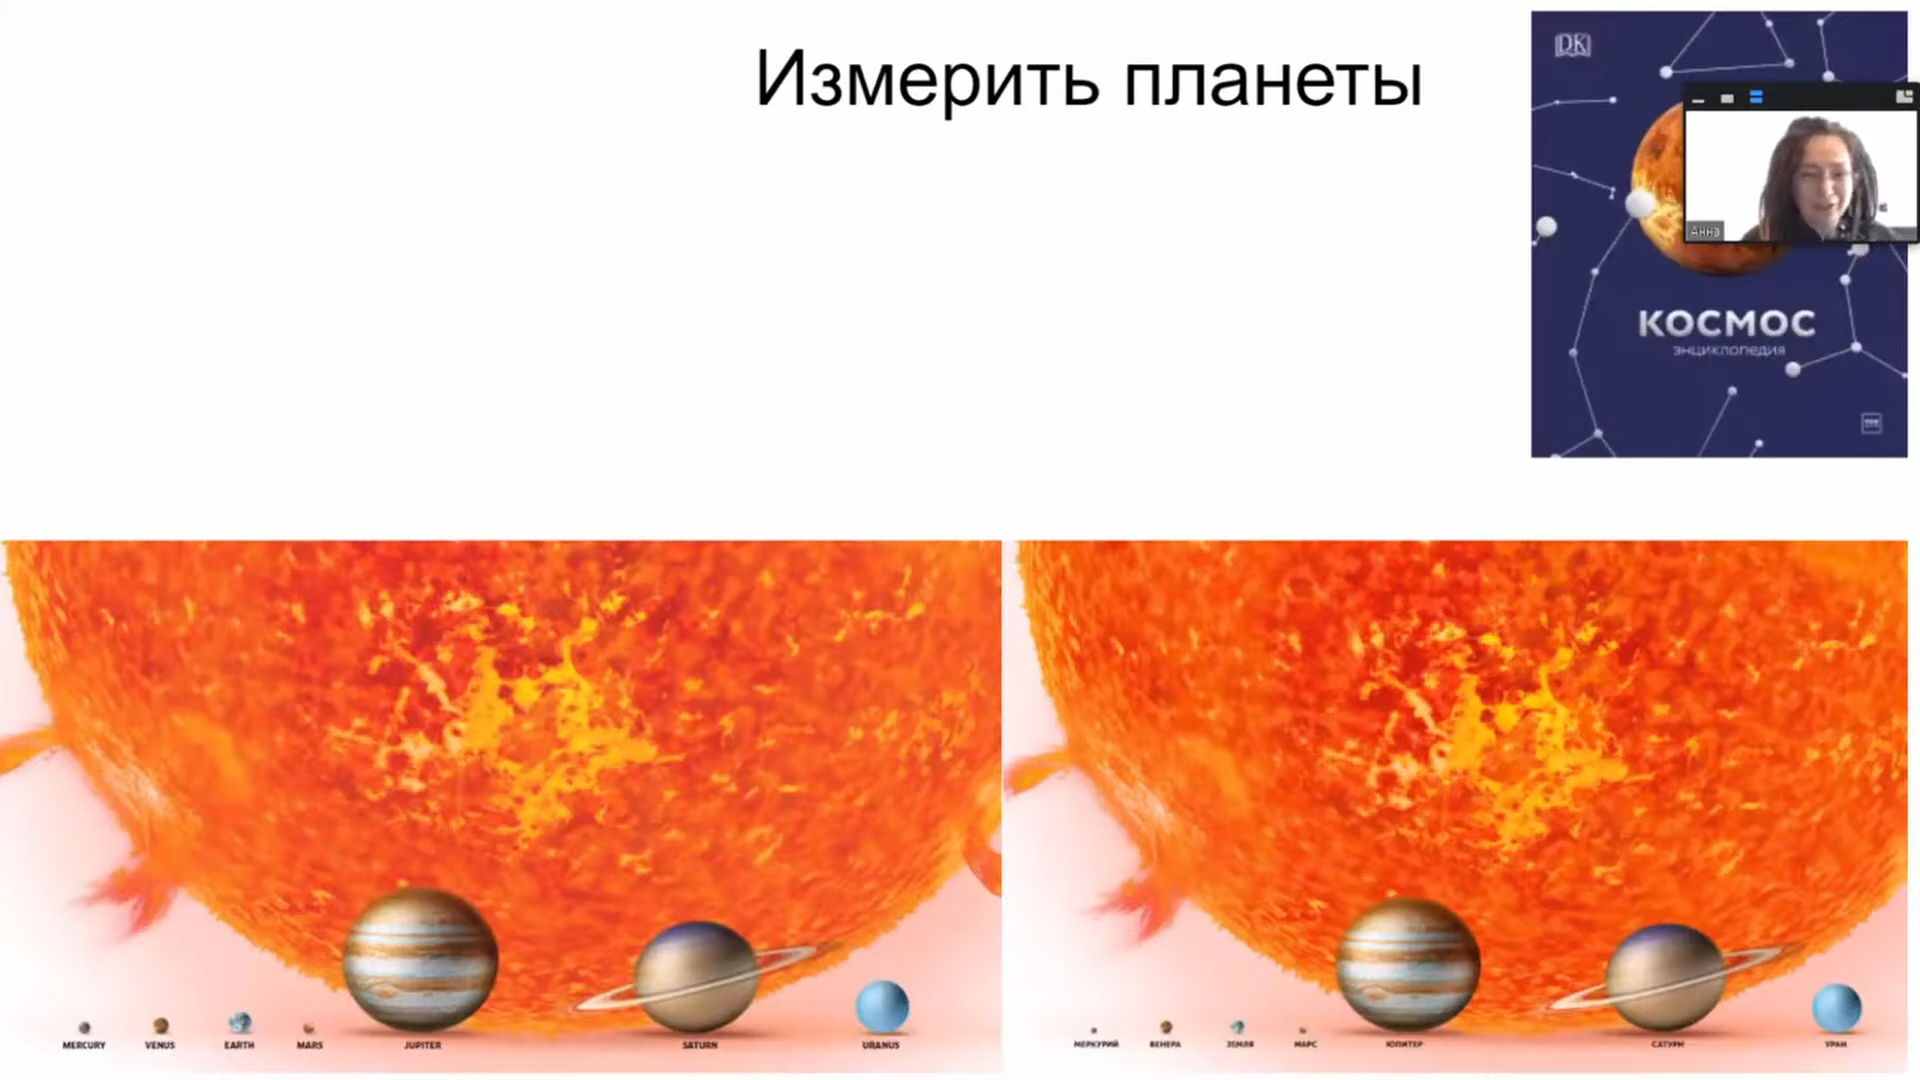 Измерить планеты
DK
Анна
КОСМОС
энциклопедия
MERCURY VENUS EARTH MARS JUPITER SATURN URANUS
МЕРКУРИЙ ВЕНЕРА ЗЕМЛЯ МАРС ЮПИТЕР САТУРН УРАН